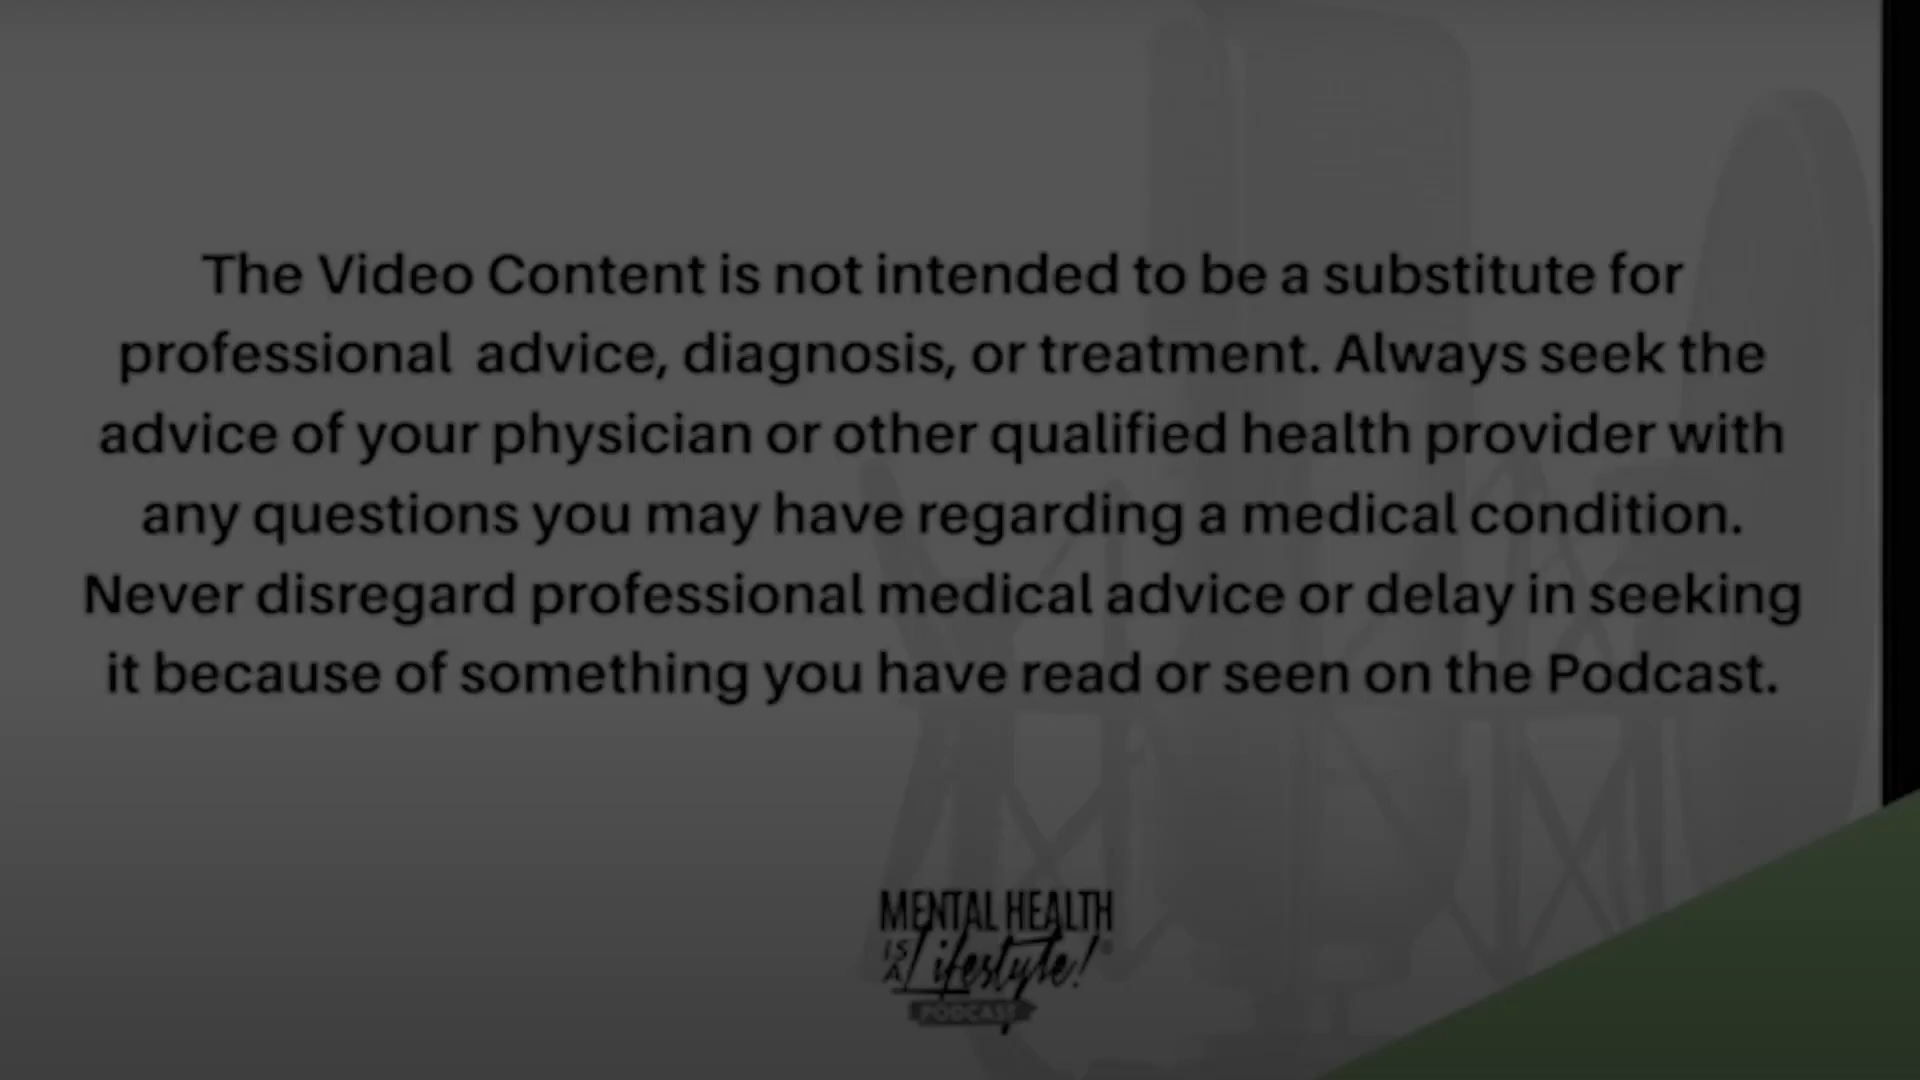 The Video Content is not intended to be a substitute for
professional advice, diagnosis, or treatment. Always seek the
advice of your physician or other qualified health provider with
any questions you may have regarding a medical condition.
Never disregard professional medical advice or delay in seeking
it because of something you have read or seen on the Podcast.
MENTAL HEALTH
IS A Lifestyle!®
PODCAST